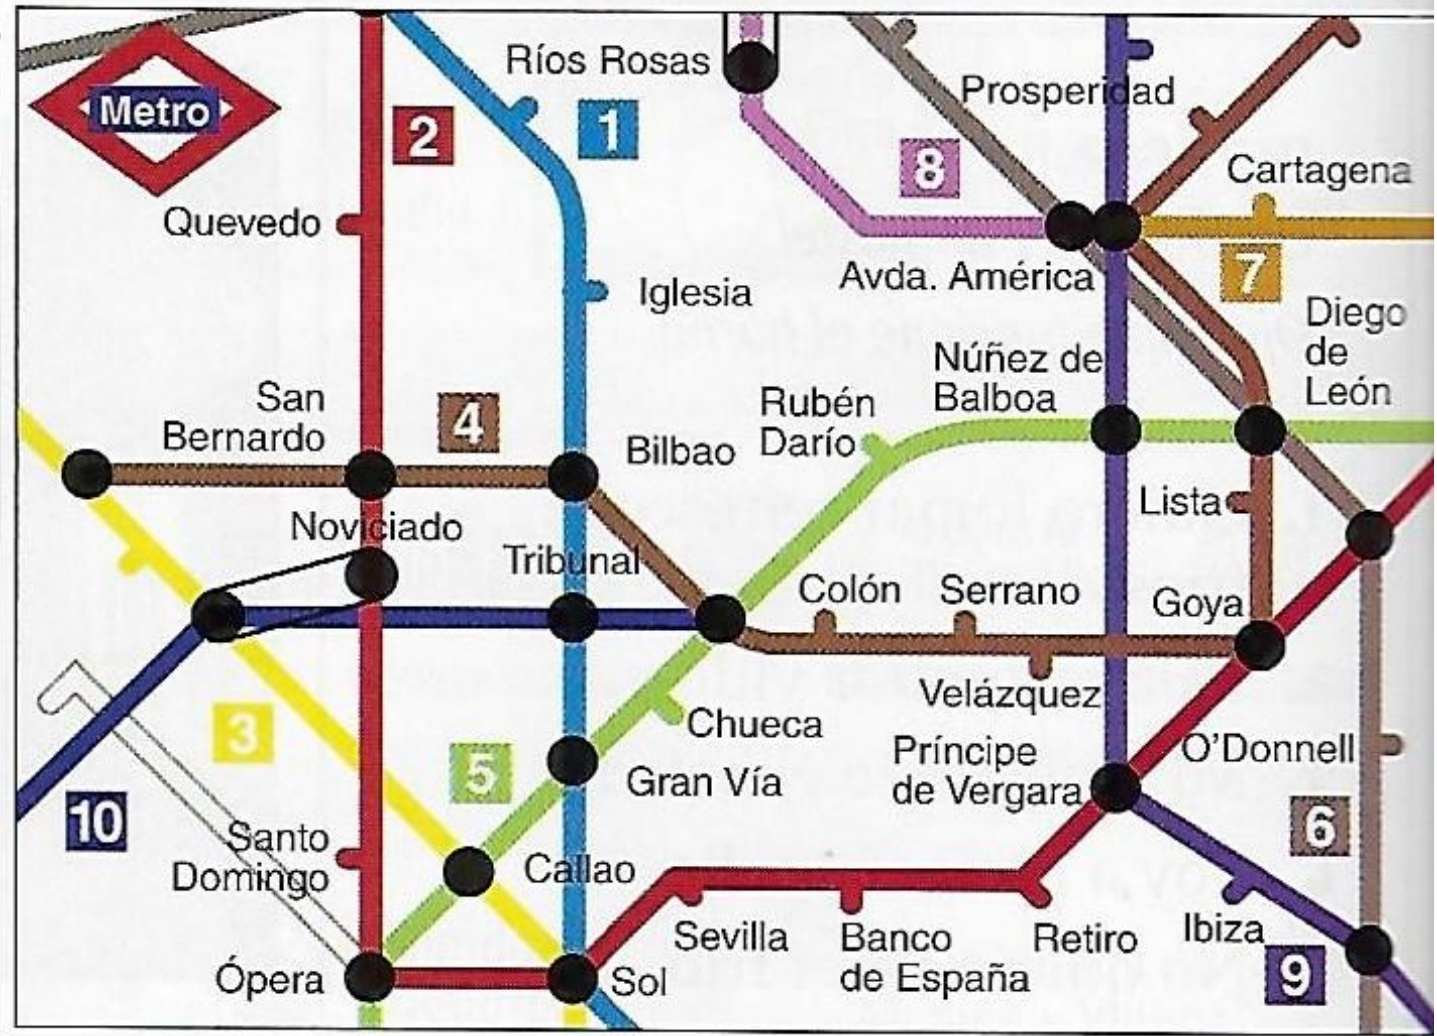 Ríos Rosas
Prosperidad
Metro
2
1
8
Cartagena
Quevedo
Avda. América
7
Iglesia
Diego
de
León
Núñez de
Balboa
San
Bernardo
4
Rubén
Darío
Bilbao
Lista
Noviciado
Tribunal
Colón
Serrano
Goya
Velázquez
3
Chueca
5
Gran Vía
Príncipe
de Vergara
O'Donnell
10
6
Santo
Domingo
Callao
Sevilla
Banco
de España
Retiro
Ibiza
9
Ópera
Sol